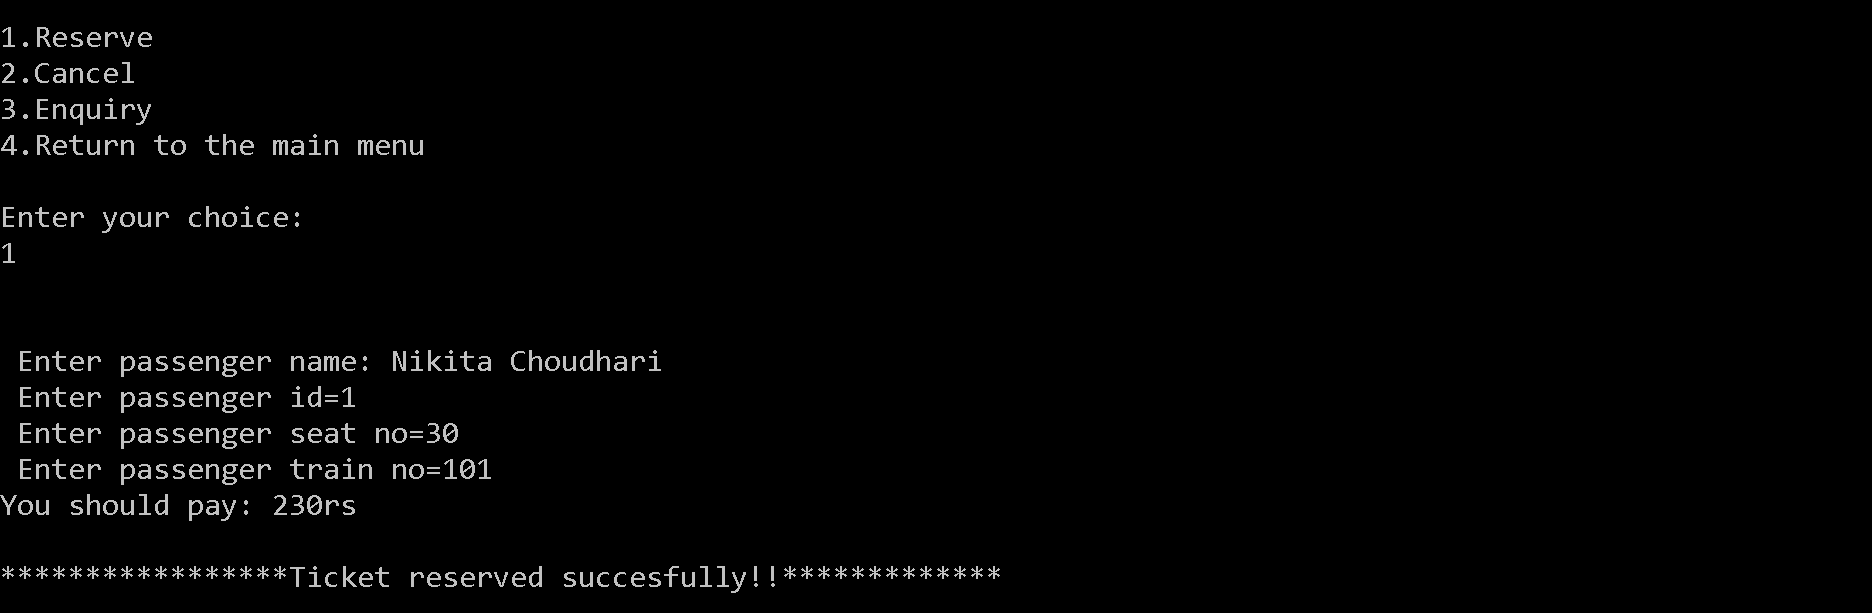 1.Reserve
2.Cancel
3.Enquiry
4.Return to the main menu
Enter your choice:
1
Enter passenger name: Nikita Choudhari
Enter passenger id=1
Enter passenger seat no=30
Enter passenger train no=101
You should pay: 230rs
*****************Ticket reserved succesfully!!*************